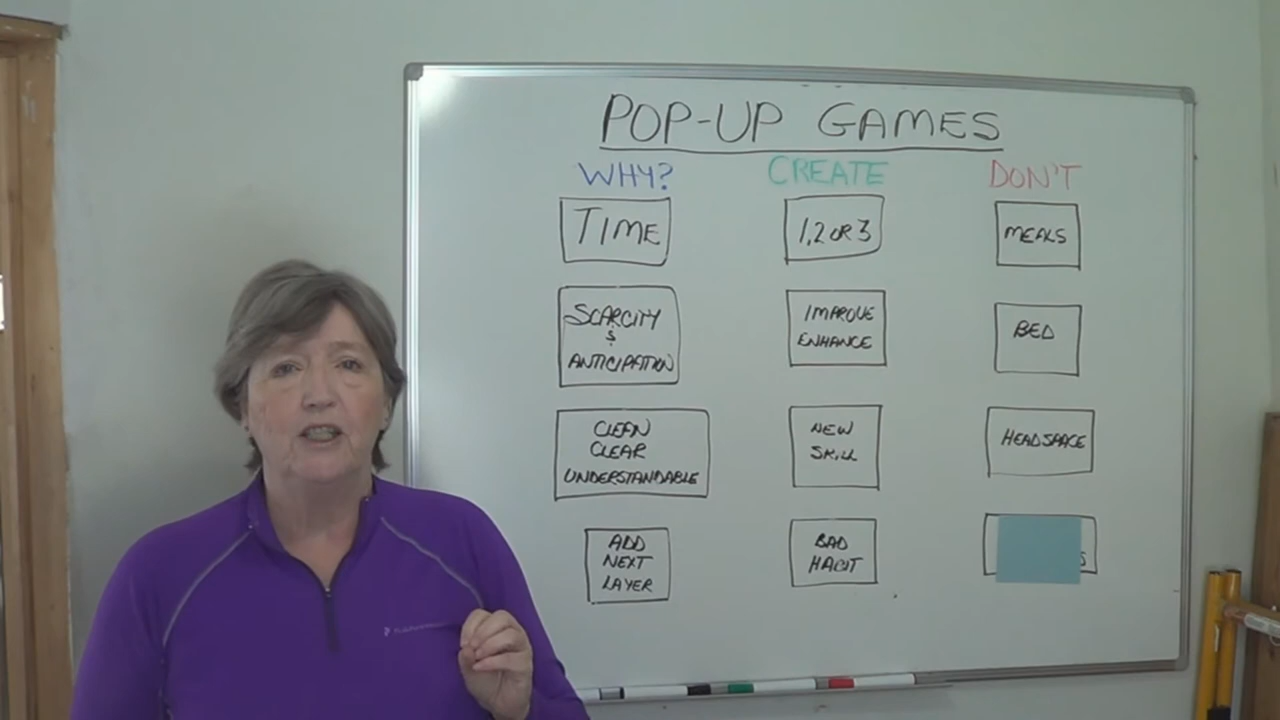 POP-UP GAMES
WHY?
CREATE
DON'T
TIME
1,2 OR 3
MEALS
SCARCITY
&
ANTICIPATION
IMPROVE
ENHANCE
BED
CLEAN
CLEAR
UNDERSTANDABLE
NEW
SKILL
HEADSPACE
ADD
NEXT
LAYER
BAD
HABIT
S